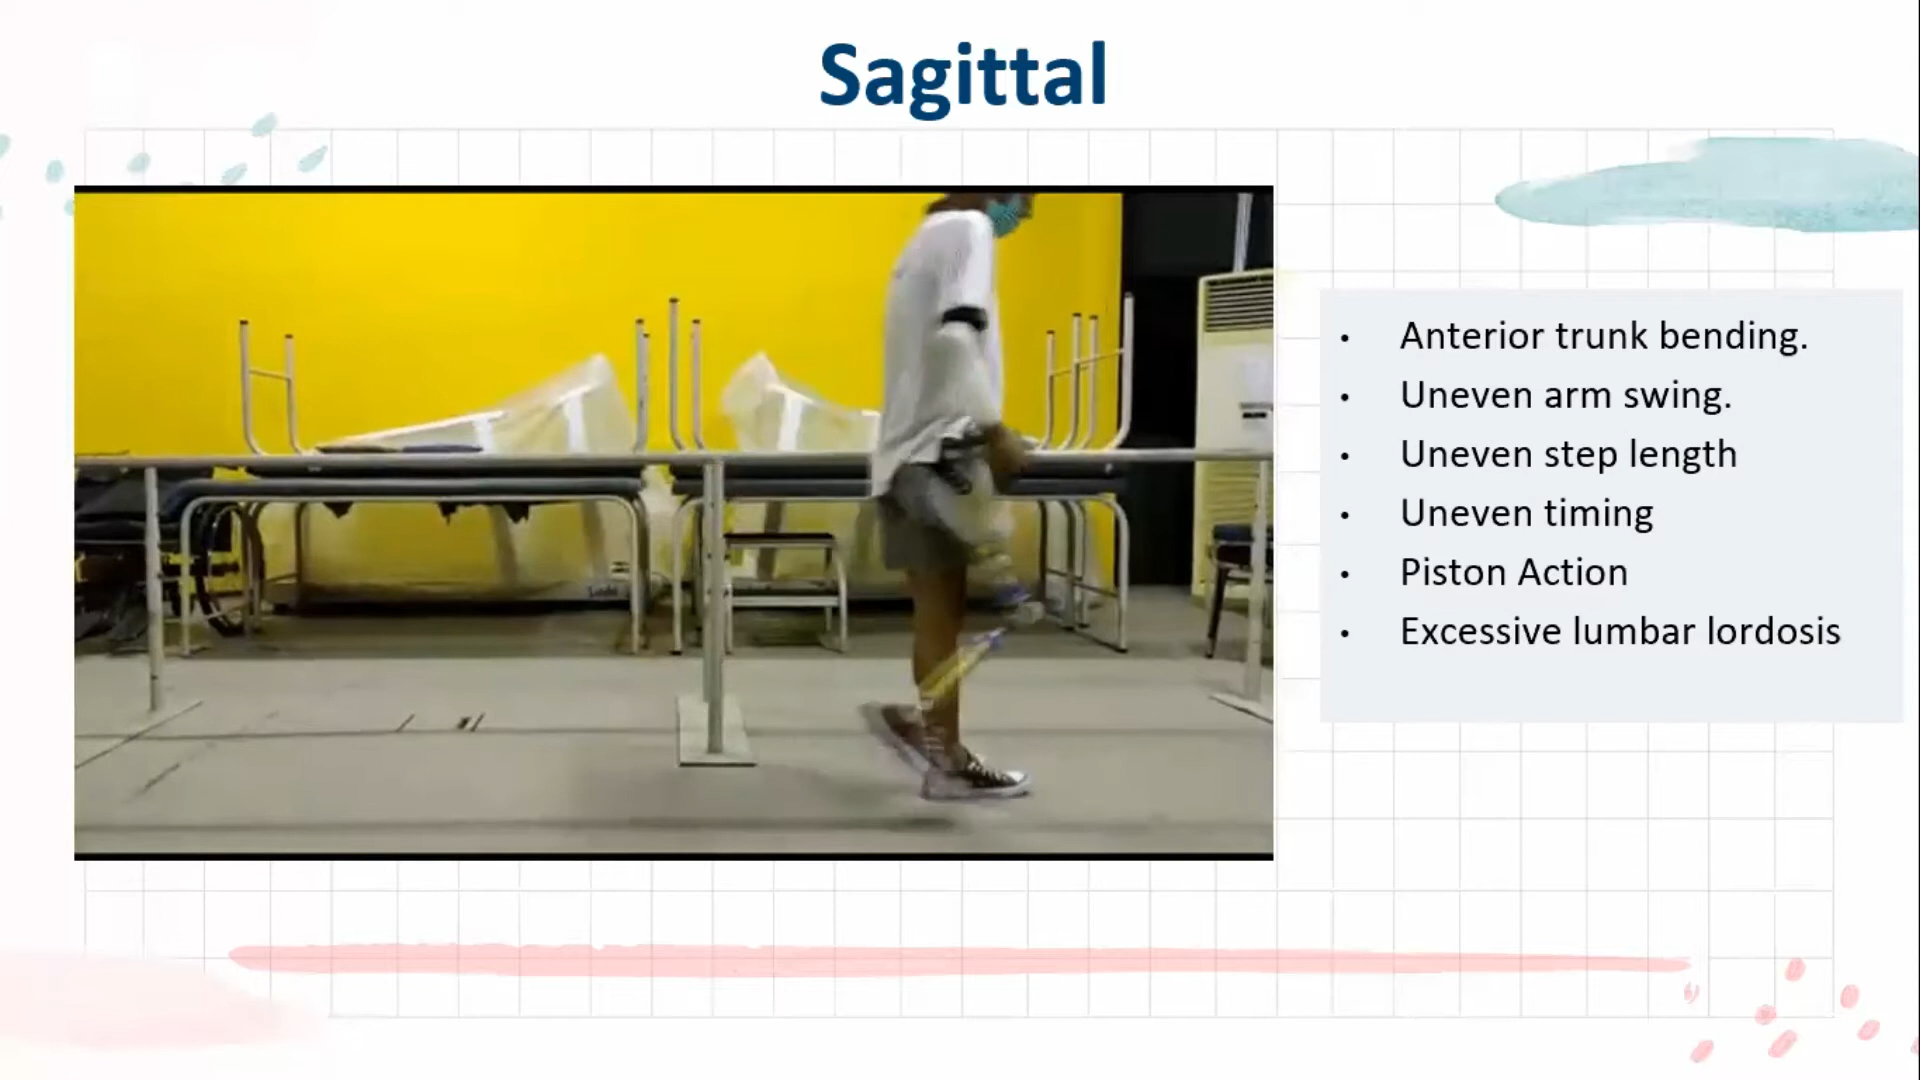 Sagittal
• Anterior trunk bending.
• Uneven arm swing.
• Uneven step length
• Uneven timing
• Piston Action
• Excessive lumbar lordosis